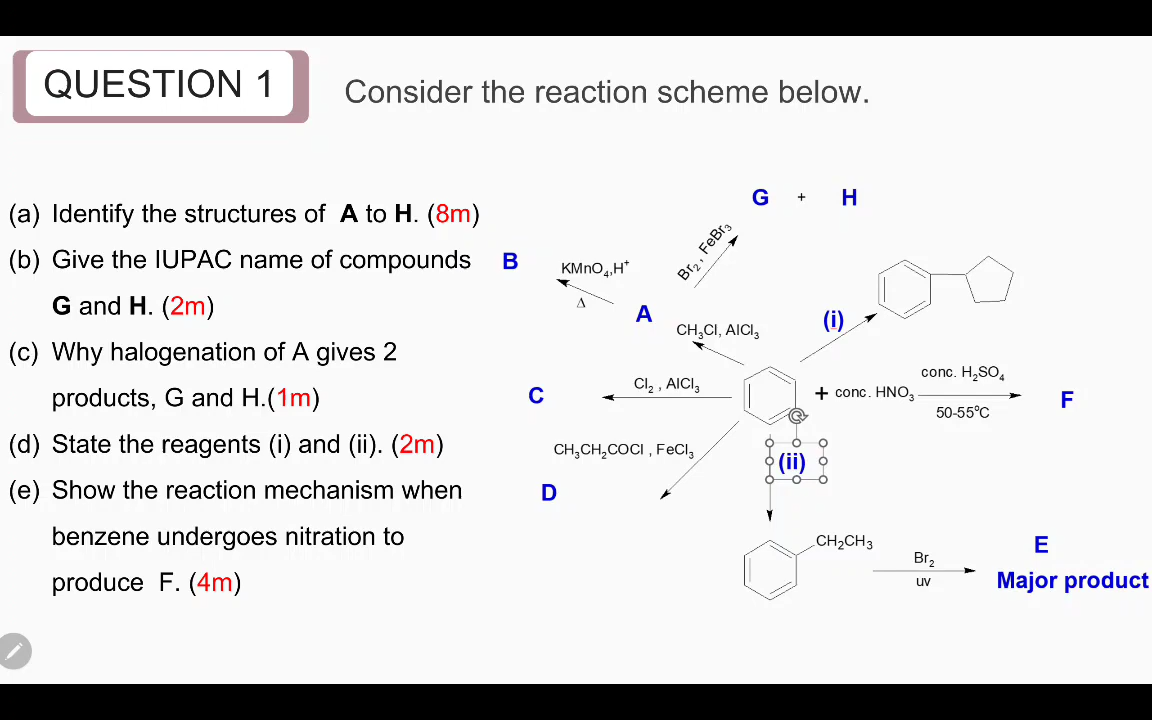 QUESTION 1
Consider the reaction scheme below.
(a) Identify the structures of A to H. (8m)
(b) Give the IUPAC name of compounds
G and H. (2m)
(c) Why halogenation of A gives 2
products, G and H.(1m)
(d) State the reagents (i) and (ii). (2m)
(e) Show the reaction mechanism when
benzene undergoes nitration to
produce F. (4m)
G + H
Br₂, FeBr₃
B
KMnO₄,H⁺
Δ
A
(i)
CH₃Cl, AlCl₃
C
Cl₂ , AlCl₃
+ conc. HNO₃
conc. H₂SO₄
50-55°C
F
CH₃CH₂COCl , FeCl₃
D
(ii)
CH₂CH₃
Br₂
uv
E
Major product